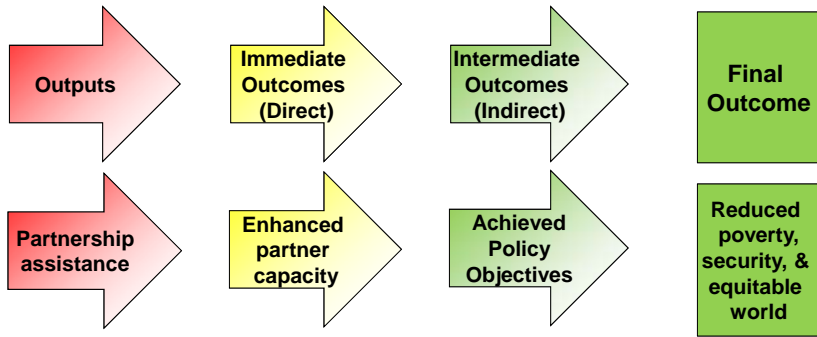 Outputs
Immediate
Outcomes
(Direct)
Intermediate
Outcomes
(Indirect)
Final
Outcome
Partnership
assistance
Enhanced
partner
capacity
Achieved
Policy
Objectives
Reduced
poverty,
security, &
equitable
world